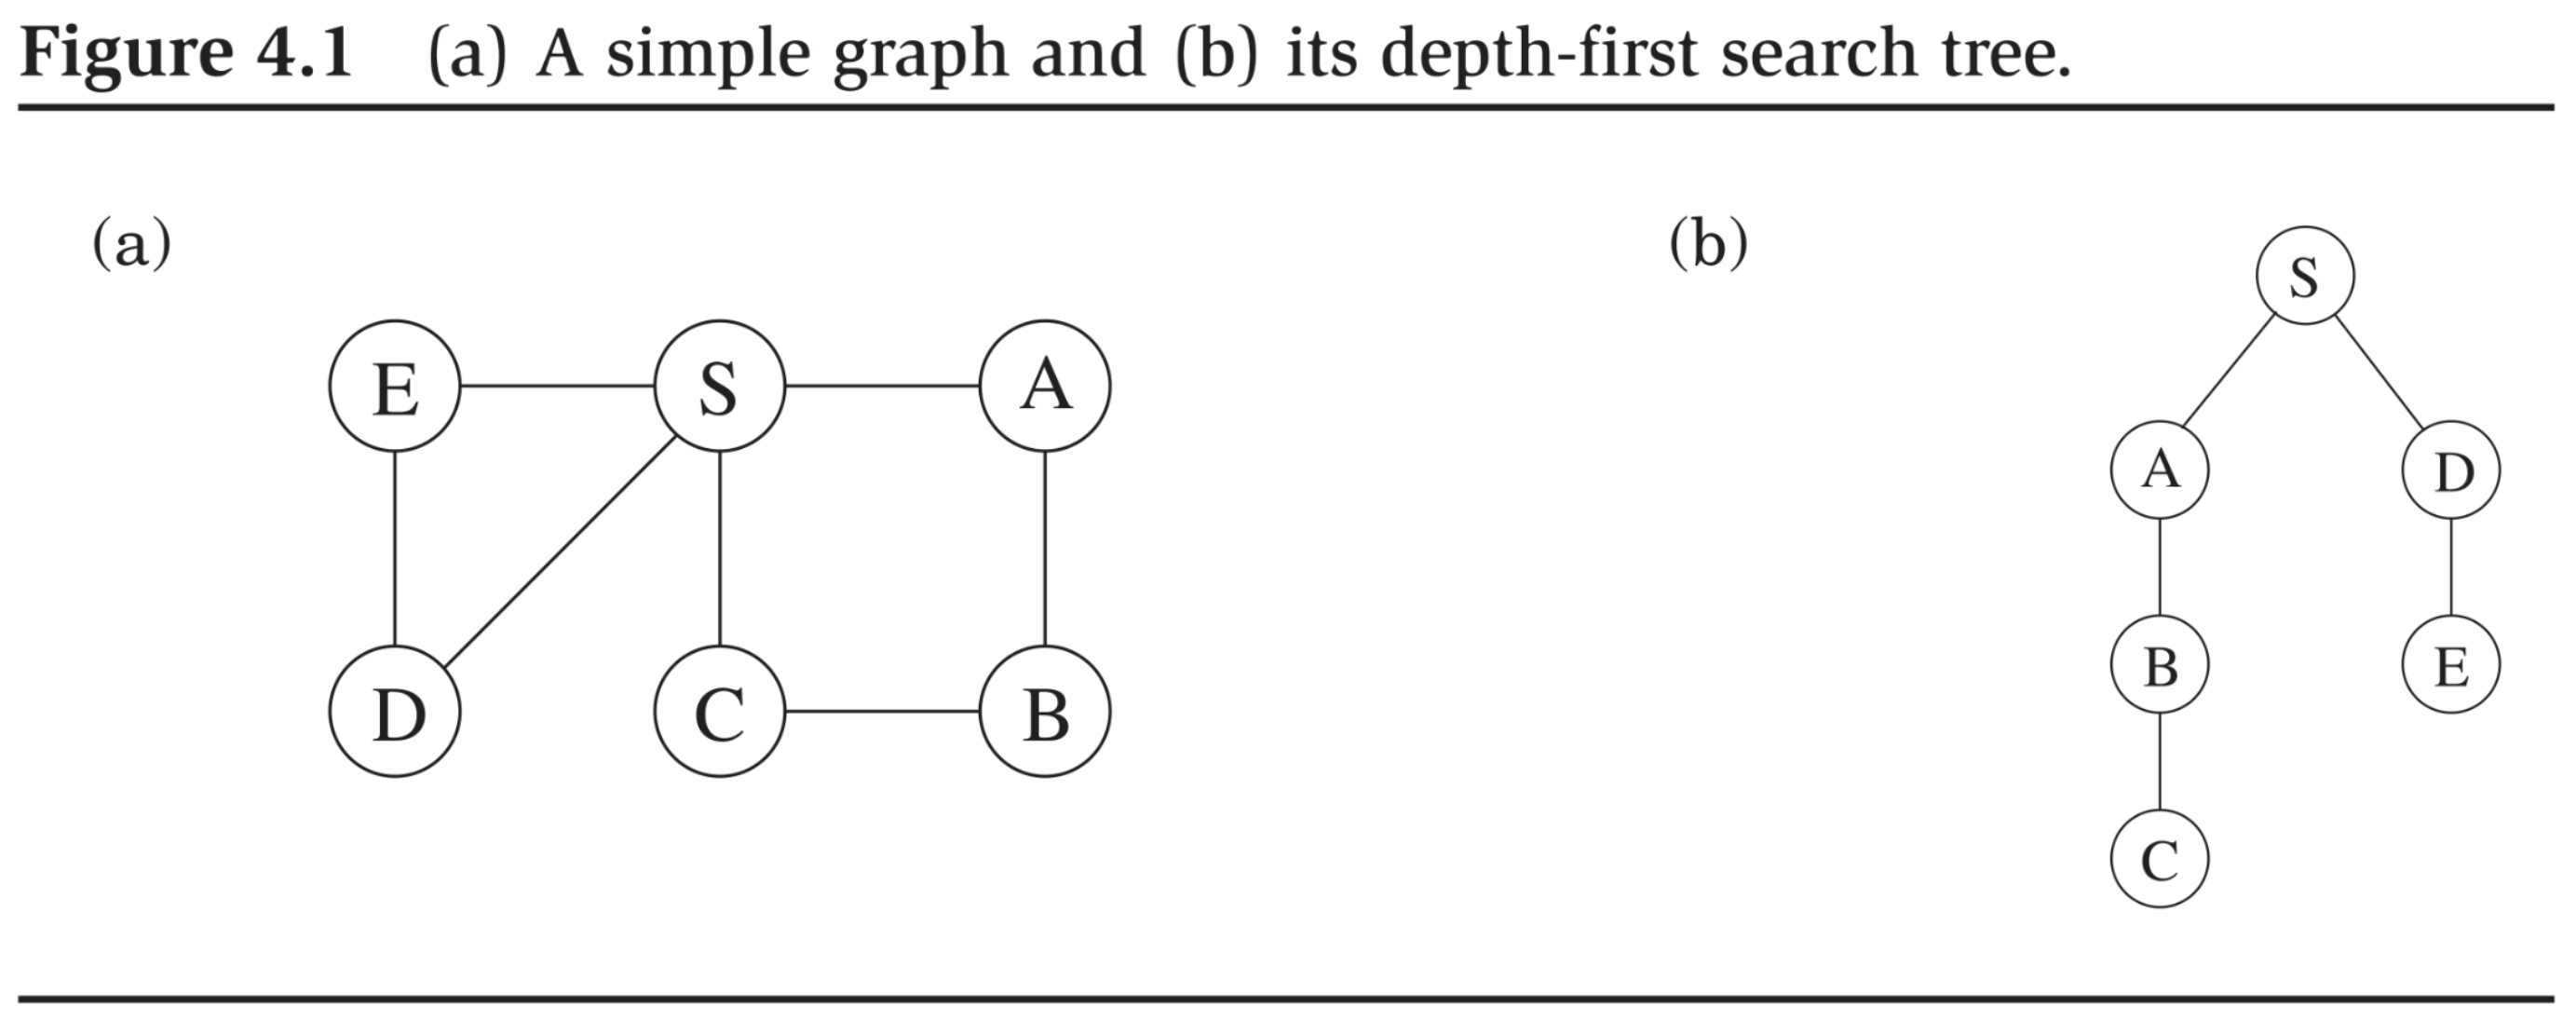 Figure 4.1 (a) A simple graph and (b) its depth-first search tree.
(a)
E S A
D C B
(b)
S
A D
B E
C